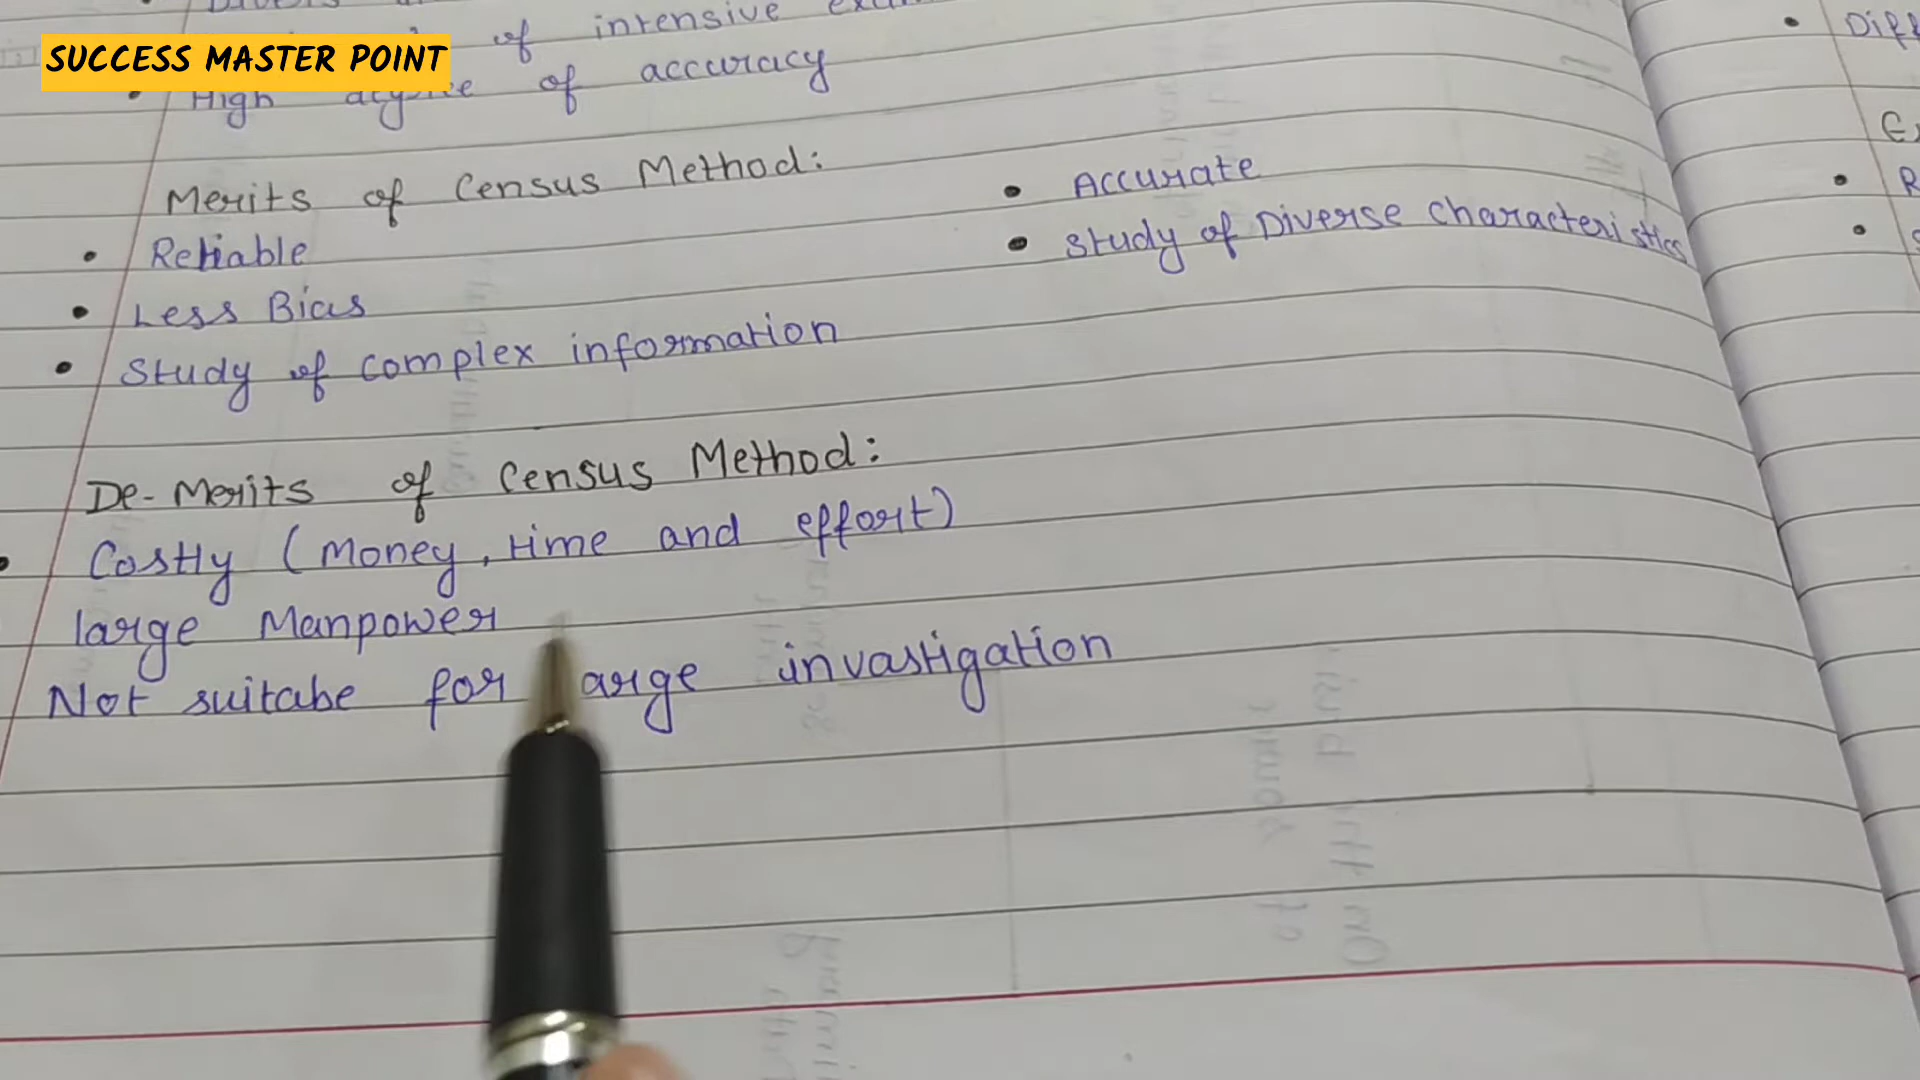 of intensive
SUCCESS MASTER POINT
• High degree of accuracy
Merits of Census Method:
• Reliable
• Accurate
• Less Bias
• Study of Diverse Characteristics
• Study of complex information
De-Merits of Census Method:
• Costly (Money, time and effort)
large Manpower
Not suitabe for arge invastigation
• Diff